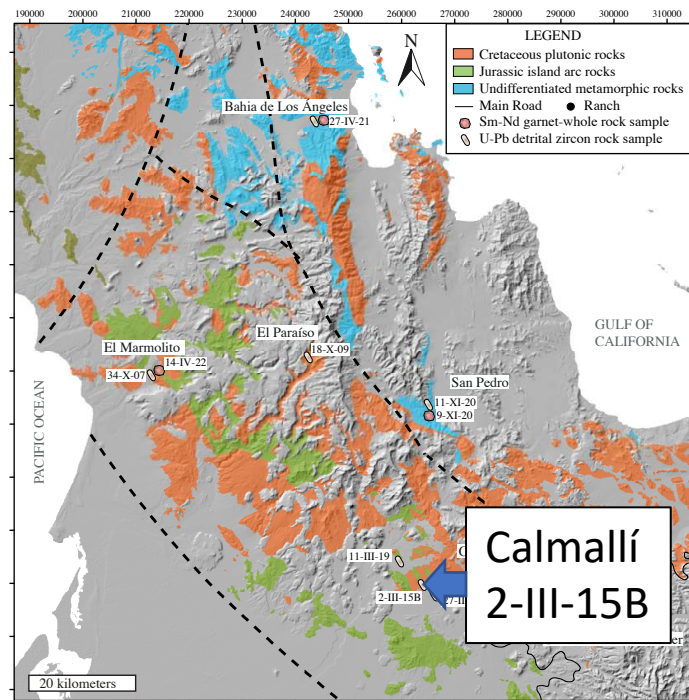 190000 200000 210000 220000 230000 240000 250000 260000 270000 310000
N
LEGEND
Cretaceous plutonic rocks
Jurassic island arc rocks
Undifferentiated metamorphic rocks
Main Road
Ranch
Sm-Nd garnet-whole rock sample
U-Pb detrital zircon rock sample
Bahia de Los Ángeles
27-IV-21
GULF OF
CALIFORNIA
El Paraíso
18-X-09
El Marmolito
14-IV-22
34-X-07
San Pedro
11-XI-20
9-XI-20
PACIFIC OCEAN
11-III-19
2-III-15B
Calmallí
2-III-15B
20 kilometers